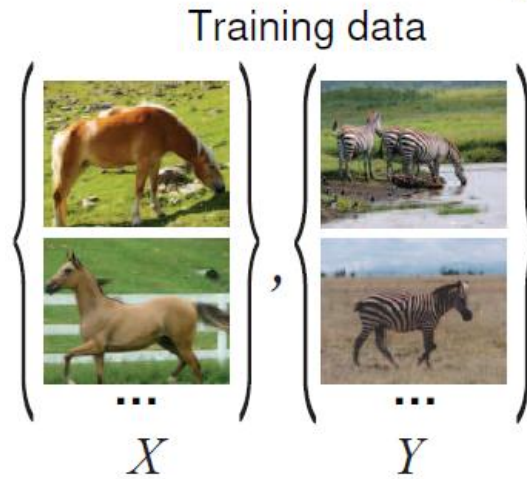 Training data
{ ... } , { ... }
X Y